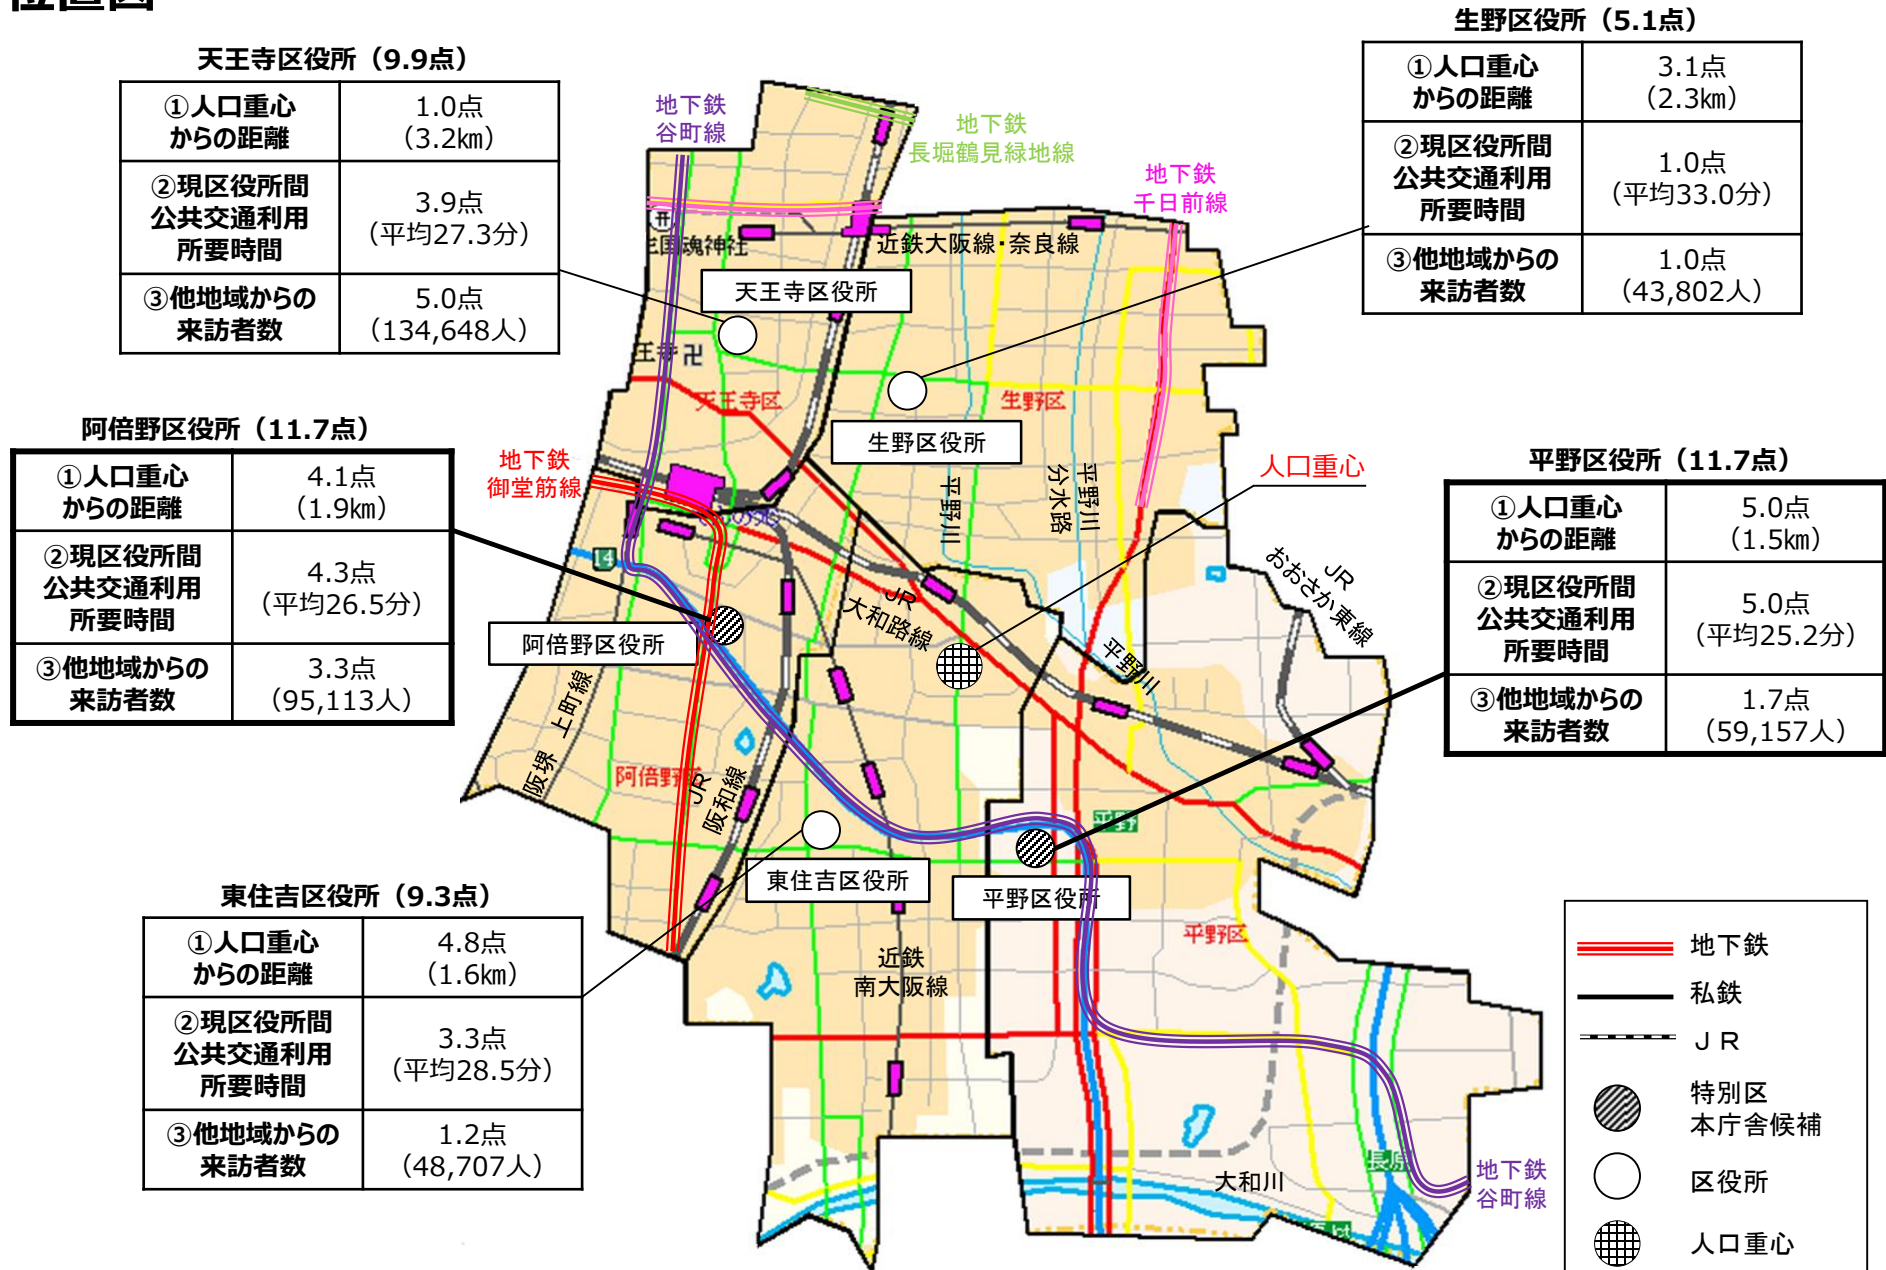 位置図
天王寺区役所（9.9点）
①人口重心
からの距離
1.0点
（3.2㎞）
②現区役所間
公共交通利用
所要時間
3.9点
（平均27.3分）
③他地域からの
来訪者数
5.0点
（134,648人）
生野区役所（5.1点）
①人口重心
からの距離
3.1点
（2.3㎞）
②現区役所間
公共交通利用
所要時間
1.0点
（平均33.0分）
③他地域からの
来訪者数
1.0点
（43,802人）
阿倍野区役所（11.7点）
①人口重心
からの距離
4.1点
（1.9㎞）
②現区役所間
公共交通利用
所要時間
4.3点
（平均26.5分）
③他地域からの
来訪者数
3.3点
（95,113人）
平野区役所（11.7点）
①人口重心
からの距離
5.0点
（1.5㎞）
②現区役所間
公共交通利用
所要時間
5.0点
（平均25.2分）
③他地域からの
来訪者数
1.7点
（59,157人）
東住吉区役所（9.3点）
①人口重心
からの距離
4.8点
（1.6㎞）
②現区役所間
公共交通利用
所要時間
3.3点
（平均28.5分）
③他地域からの
来訪者数
1.2点
（48,707人）
地下鉄
谷町線
地下鉄
長堀鶴見緑地線
地下鉄
千日前線
国魂神社
近鉄大阪線・奈良線
天王寺区役所
王寺
天王寺区
生野区
生野区役所
地下鉄
御堂筋線
平野川
平野川
分水路
人口重心
JR
おおさか東線
JR
大和路線
平野川
阿倍野区役所
阪堺 上町線
阿倍野区
JR
阪和線
平野
東住吉区役所
平野区役所
平野区
近鉄
南大阪線
長原
大和川
地下鉄
谷町線
地下鉄
私鉄
ＪＲ
特別区
本庁舎候補
区役所
人口重心